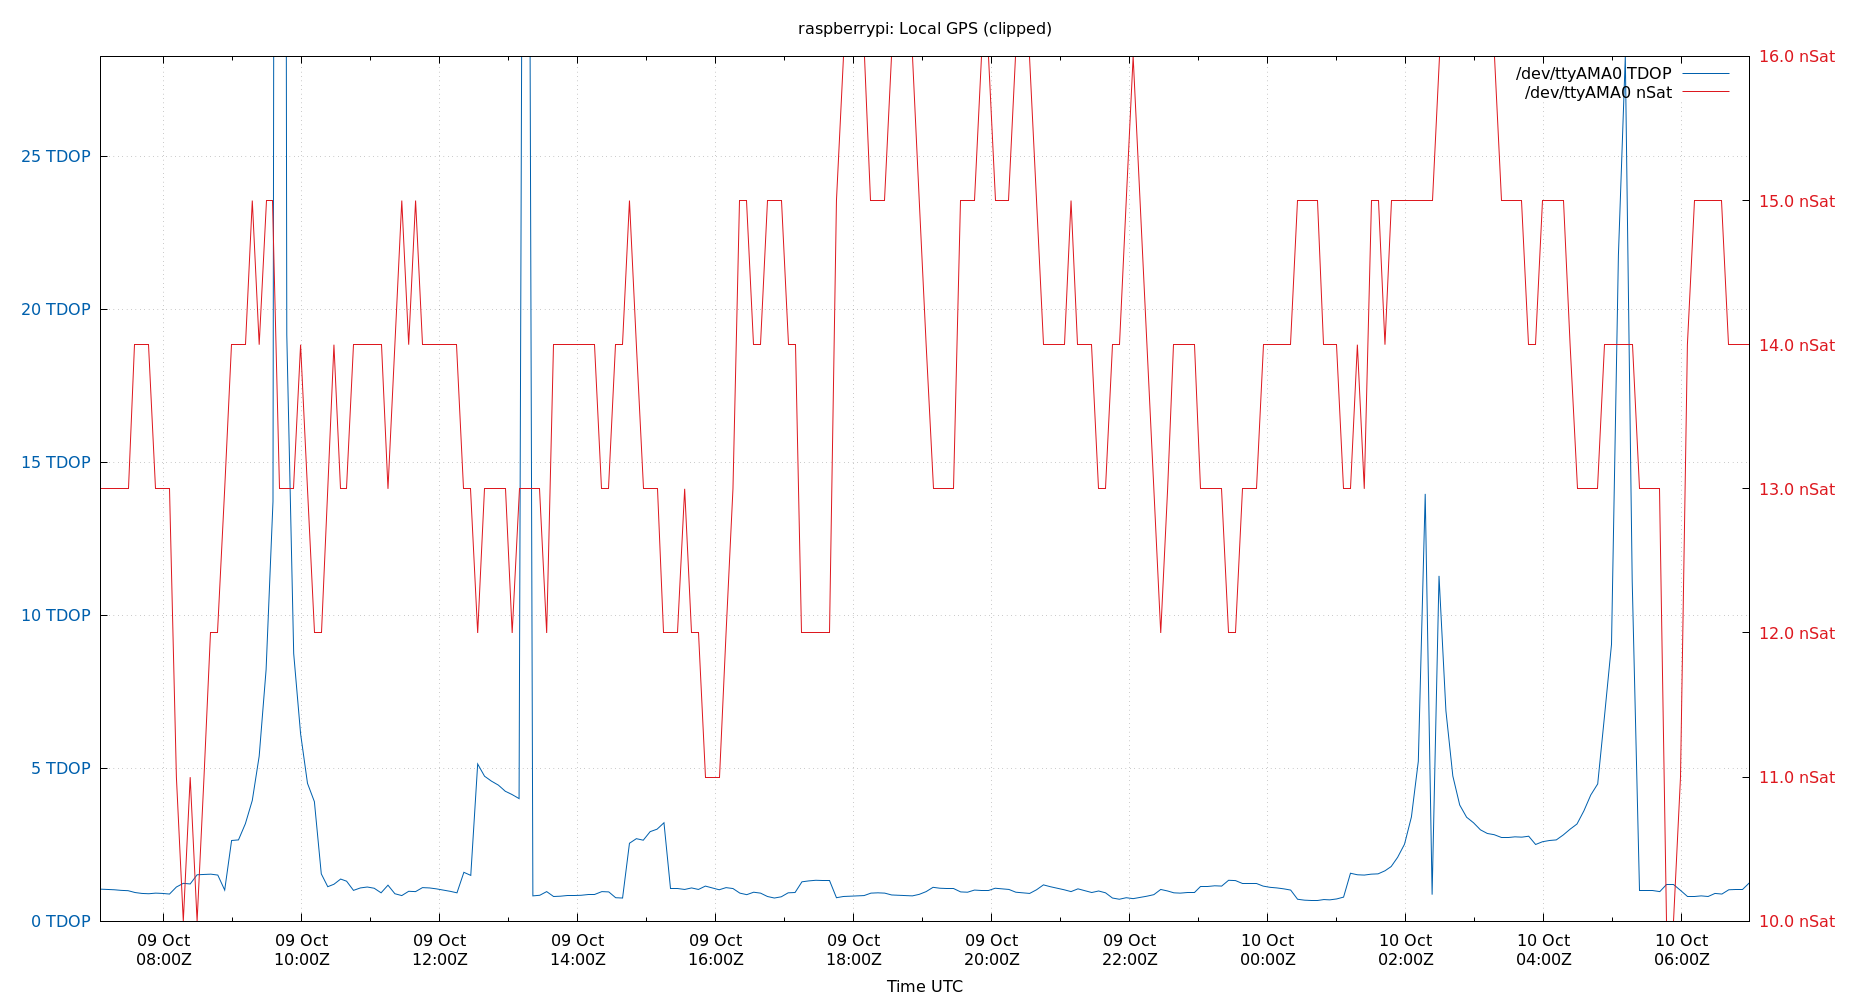 raspberrypi: Local GPS (clipped)
16.0 nSat
/dev/ttyAMA0 TDOP
/dev/ttyAMA0 nSat
25 TDOP
15.0 nSat
20 TDOP
14.0 nSat
15 TDOP
13.0 nSat
10 TDOP
12.0 nSat
5 TDOP
11.0 nSat
0 TDOP
10.0 nSat
09 Oct
08:00Z
09 Oct
10:00Z
09 Oct
12:00Z
09 Oct
14:00Z
09 Oct
16:00Z
09 Oct
18:00Z
09 Oct
20:00Z
09 Oct
22:00Z
10 Oct
00:00Z
10 Oct
02:00Z
10 Oct
04:00Z
10 Oct
06:00Z
Time UTC